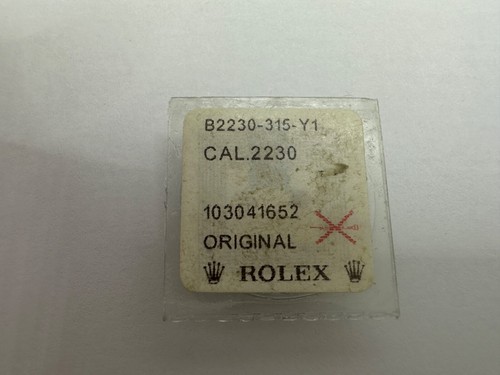 B2230-315-Y1
CAL.2230
103041652
ORIGINAL
ROLEX